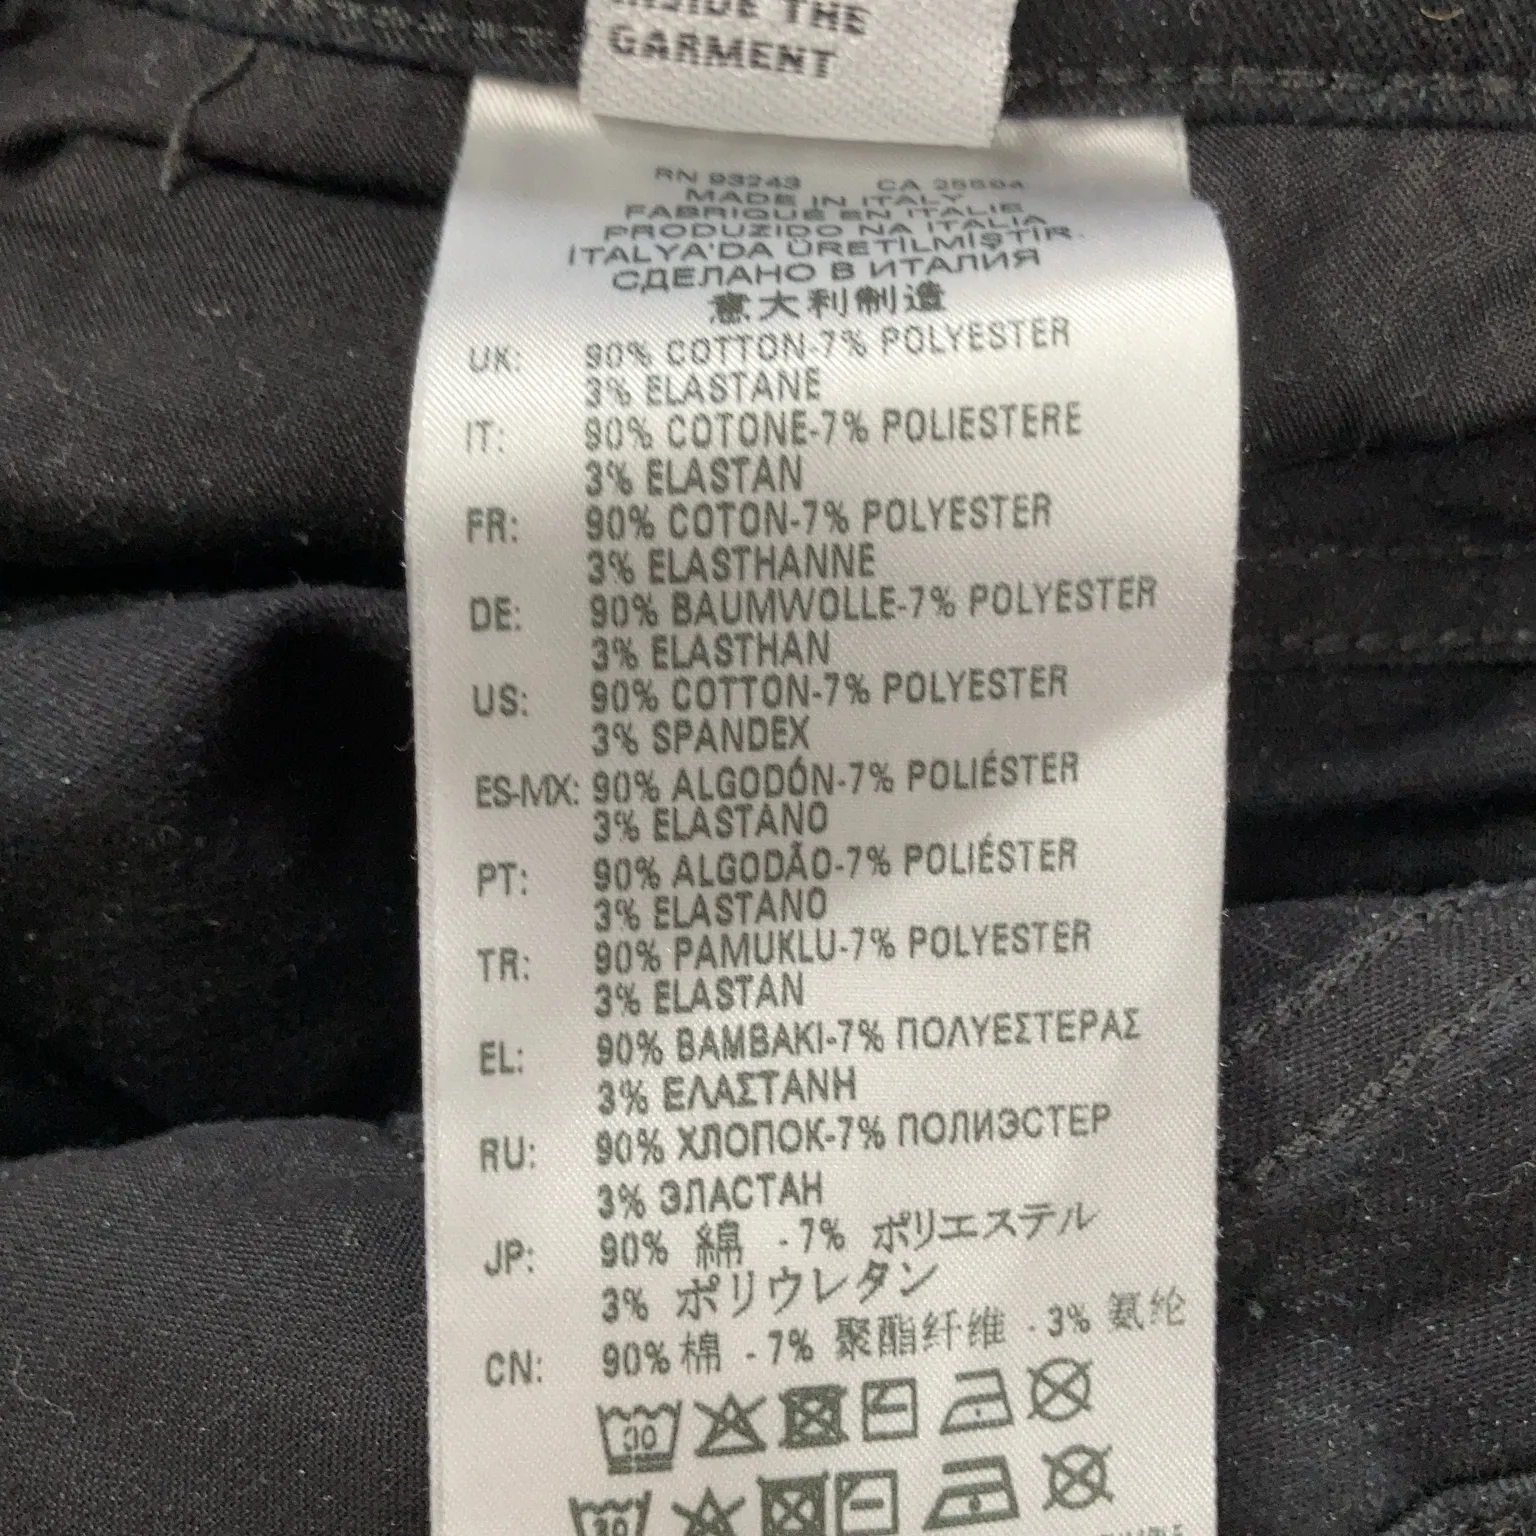 INSIDE THE
GARMENT
RN 93243 CA 25594
MADE IN ITALY
FABRIQUÉ EN ITALIE
PRODUZIDO NA ITALIA
İTALYA'DA ÜRETİLMİŞTİR.
СДЕЛАНО В ИТАЛИЯ
意大利制造
UK: 90% COTTON-7% POLYESTER
3% ELASTANE
IT: 90% COTONE-7% POLIESTERE
3% ELASTAN
FR: 90% COTON-7% POLYESTER
3% ELASTHANNE
DE: 90% BAUMWOLLE-7% POLYESTER
3% ELASTHAN
US: 90% COTTON-7% POLYESTER
3% SPANDEX
ES-MX: 90% ALGODÓN-7% POLIÉSTER
3% ELASTANO
PT: 90% ALGODÃO-7% POLIÉSTER
3% ELASTANO
TR: 90% PAMUKLU-7% POLYESTER
3% ELASTAN
EL: 90% BAMBAKI-7% ΠΟΛYΕΣΤΕΡΑΣ
3% ΕΛΑΣΤΑΝΗ
RU: 90% ХЛОПОК-7% ПОЛИЭСТЕР
3% ЭЛАСТАН
JP: 90% 綿 -7% ポリエステル
3% ポリウレタン
CN: 90% 棉 -7% 聚酯纤维 -3% 氨纶
30
30